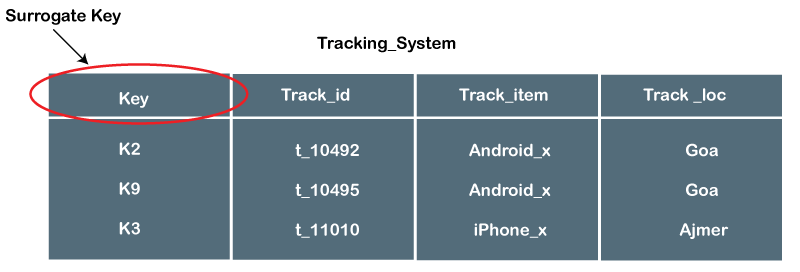 Surrogate Key
Tracking_System
Key Track_id Track_item Track _loc
K2 t_10492 Android_x Goa
K9 t_10495 Android_x Goa
K3 t_11010 iPhone_x Ajmer